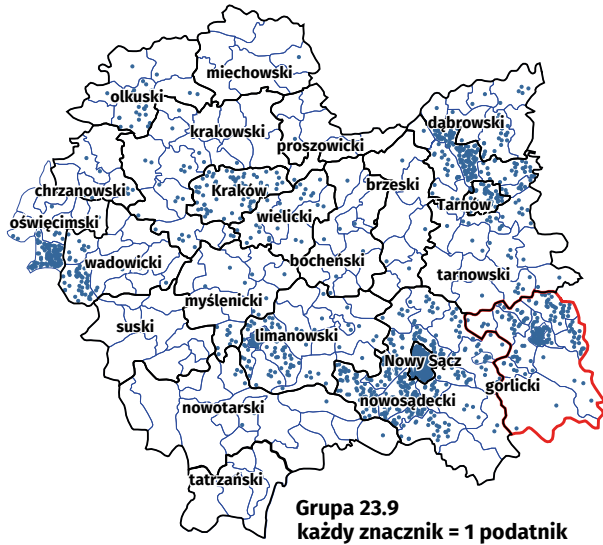 miechowski
olkuski
dąbrowski
krakowski
proszowicki
chrzanowski
Kraków
brzeski
Tarnów
oświęcimski
wielicki
wadowicki
bocheński
tarnowski
myślenicki
suski
limanowski
Nowy Sącz
gorlicki
nowotarski
nowosądecki
tatrzański
Grupa 23.9
każdy znacznik = 1 podatnik